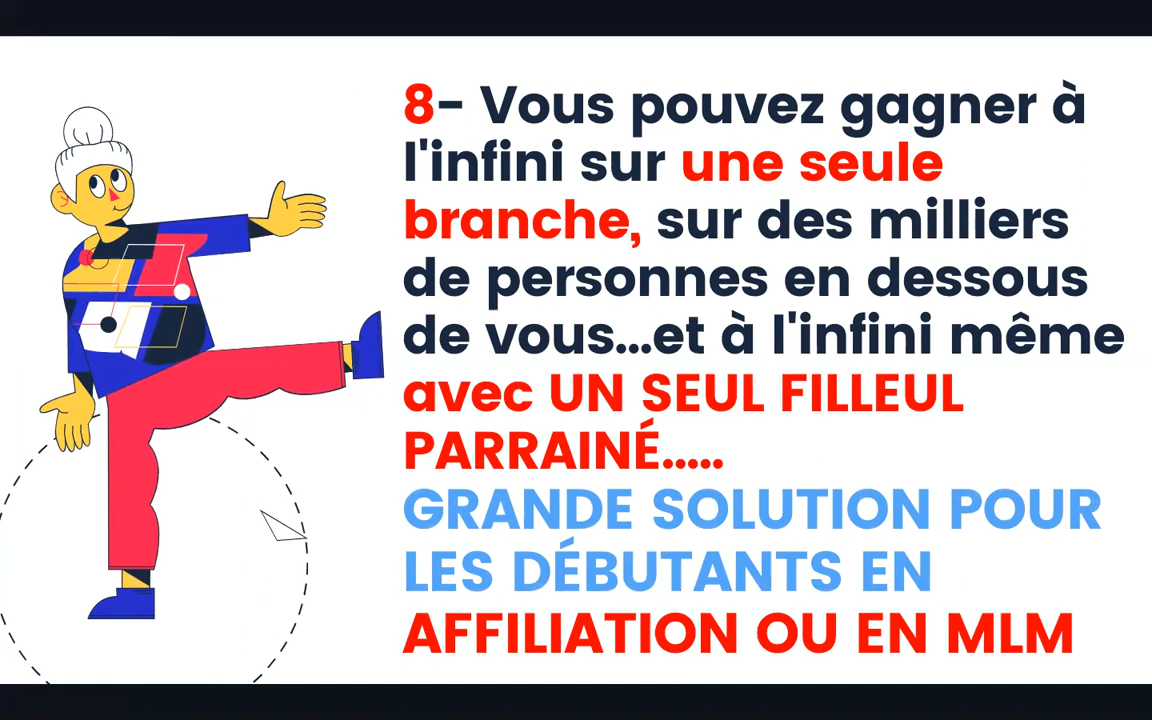 8- Vous pouvez gagner à
l'infini sur une seule
branche, sur des milliers
de personnes en dessous
de vous...et à l'infini même
avec UN SEUL FILLEUL
PARRAINÉ.....
GRANDE SOLUTION POUR
LES DÉBUTANTS EN
AFFILIATION OU EN MLM